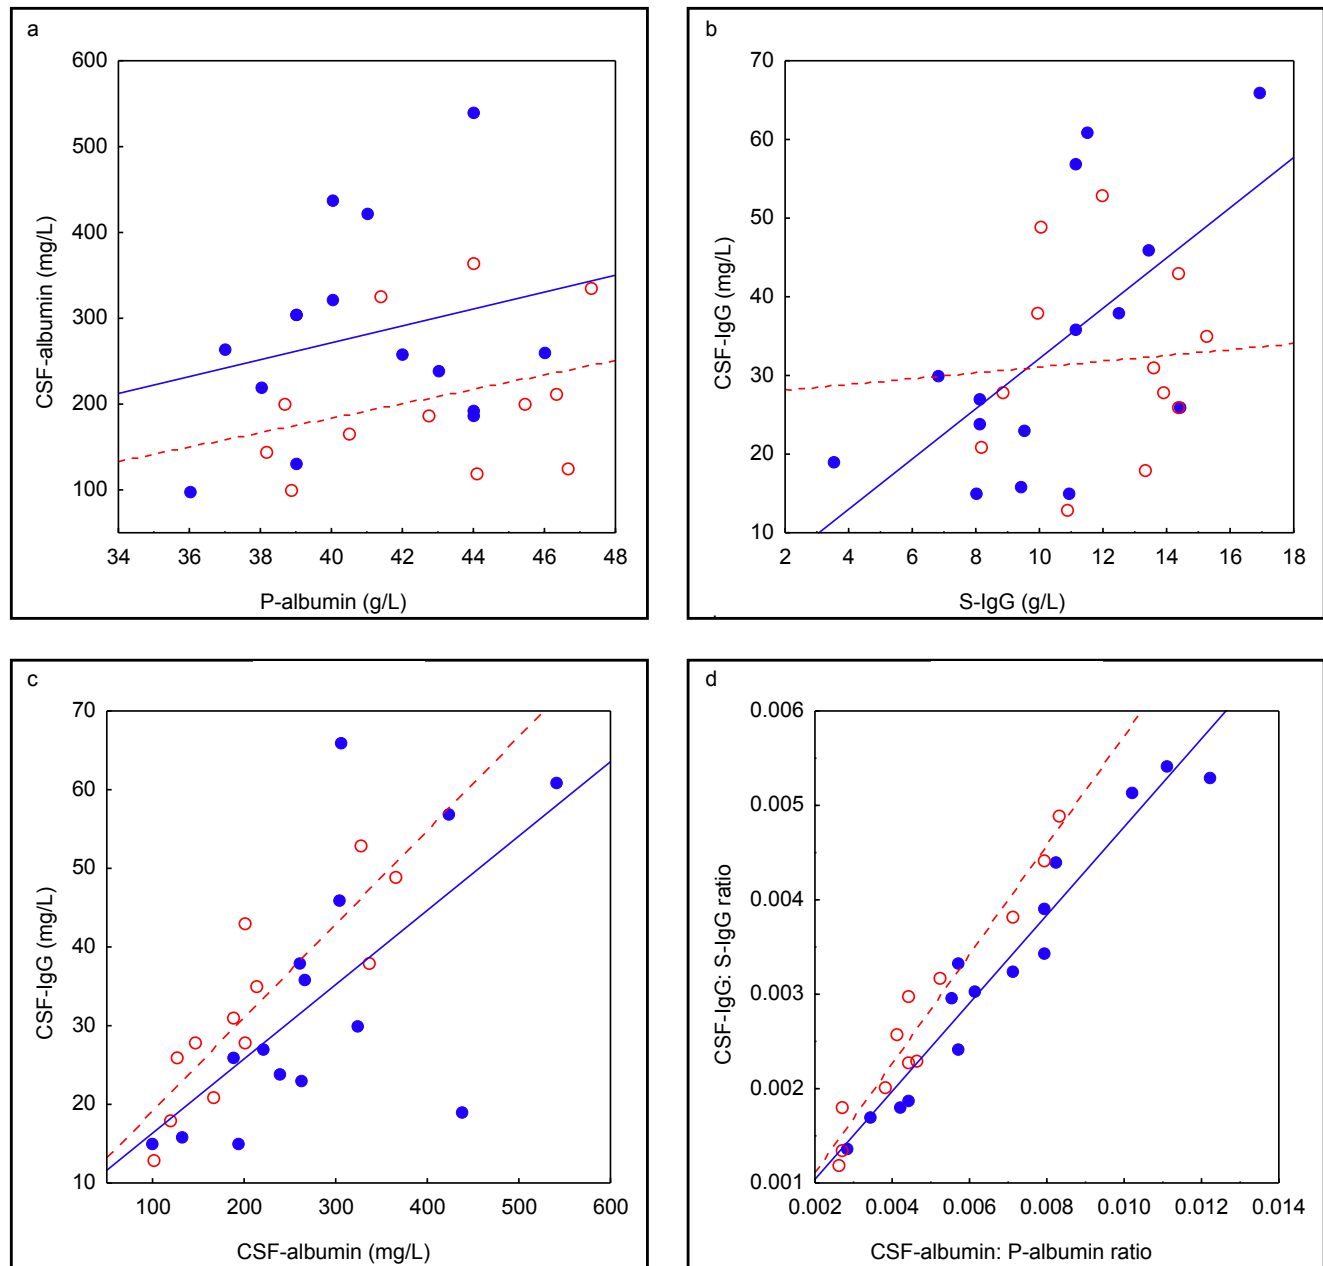 a
600
500
400
300
200
100
CSF-albumin (mg/L)
34 36 38 40 42 44 46 48
P-albumin (g/L)
b
70
60
50
40
30
20
10
CSF-IgG (mg/L)
2 4 6 8 10 12 14 16 18
S-IgG (g/L)
c
70
60
50
40
30
20
10
CSF-IgG (mg/L)
100 200 300 400 500 600
CSF-albumin (mg/L)
d
0.006
0.005
0.004
0.003
0.002
0.001
CSF-IgG: S-IgG ratio
0.002 0.004 0.006 0.008 0.010 0.012 0.014
CSF-albumin: P-albumin ratio